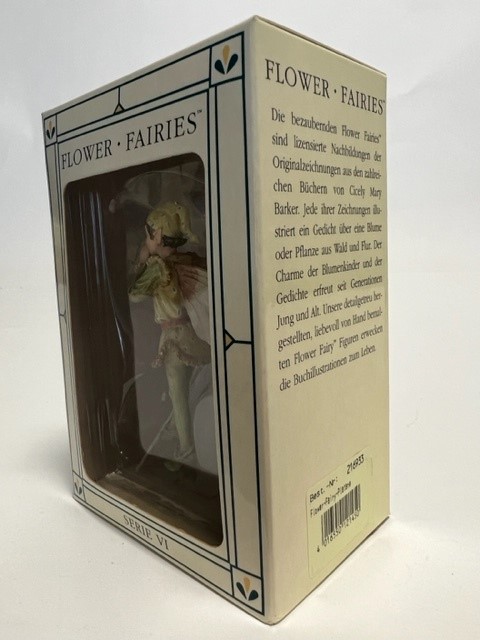 FLOWER · FAIRIES™
SERIE VI
FLOWER · FAIRIES™
Die bezaubernden Flower Fairies™
sind lizensierte Nachbildungen der
Originalzeichnungen aus den zahlrei-
chen Büchern von Cicely Mary
Barker. Jede ihrer Zeichnungen illu-
striert ein Gedicht über eine Blume
oder Pflanze aus Wald und Flur. Der
Charme der Blumenkinder und der
Gedichte erfreut seit Generationen
Jung und Alt. Unsere detailgetreu her-
gestellten, liebevoll von Hand bemal-
ten Flower Fairy™ Figuren erwecken
die Buchillustrationen zum Leben.
Best.-Nr: 216933